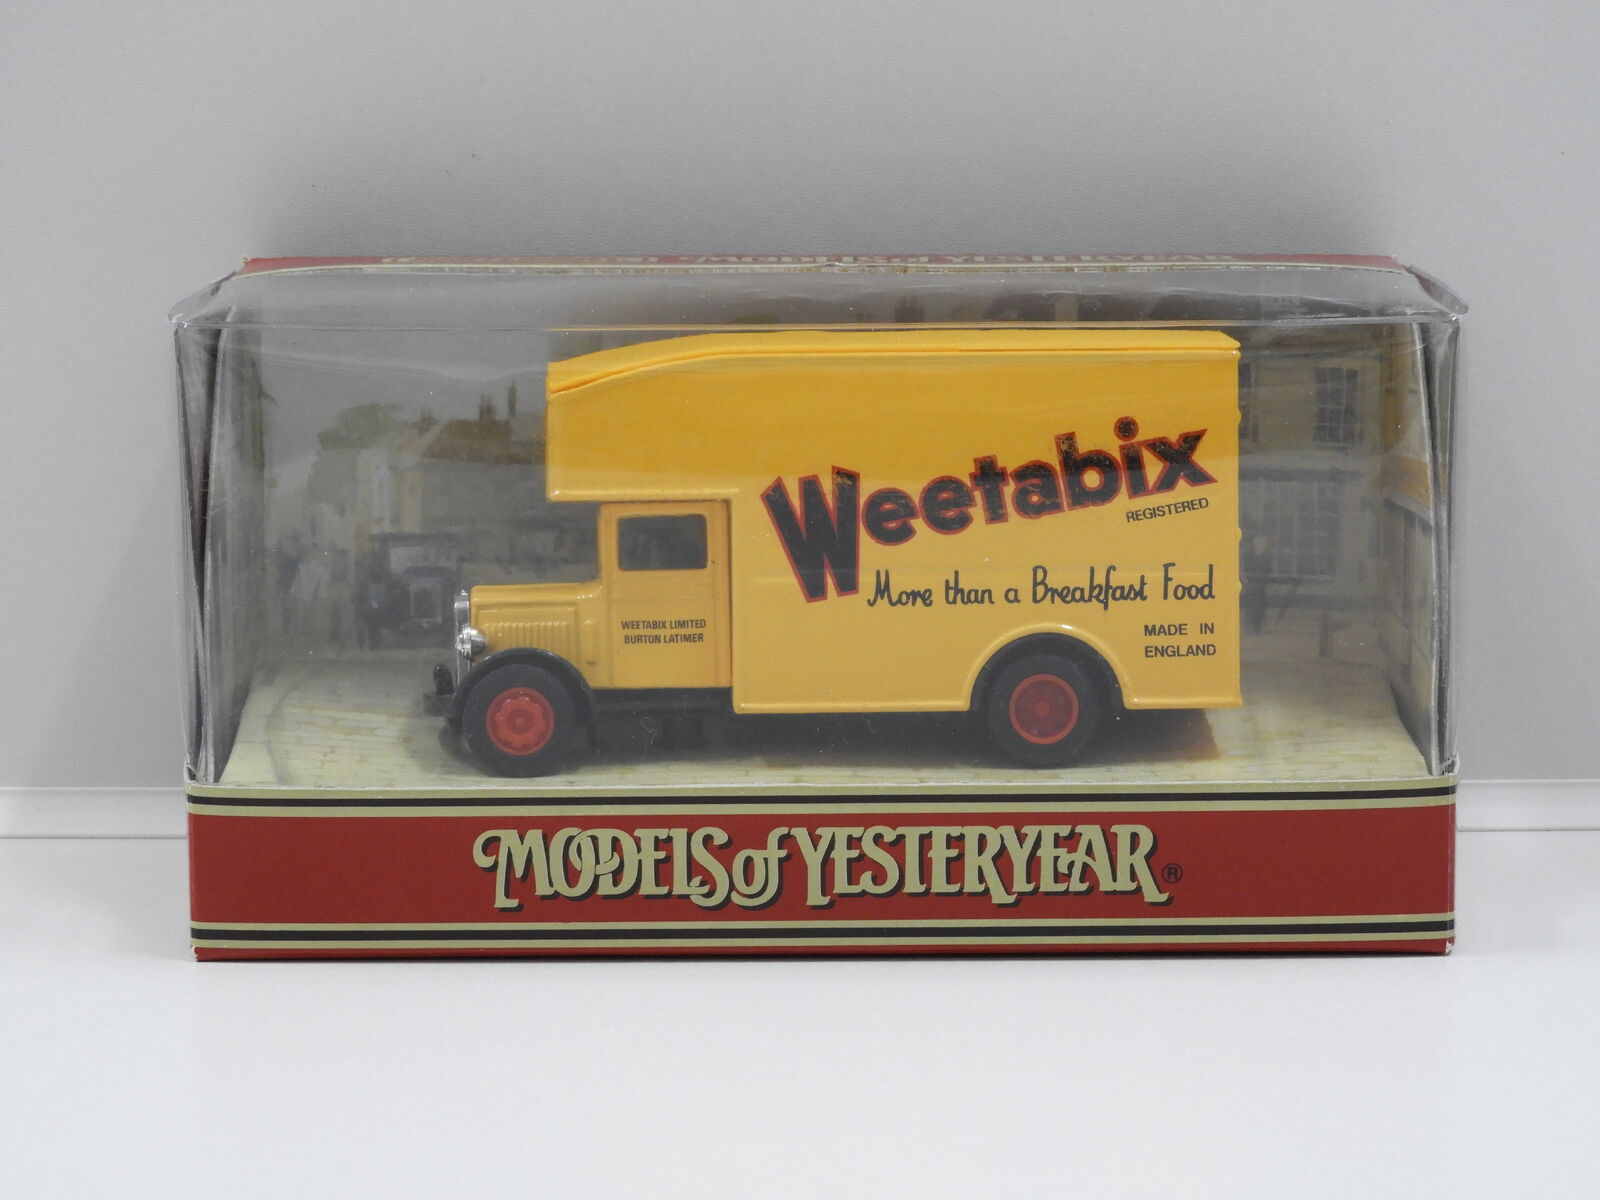 Weetabix
REGISTERED
More than a Breakfast Food
WEETABIX LIMITED
BURTON LATIMER
MADE IN
ENGLAND
MODELS of YESTERYEAR®